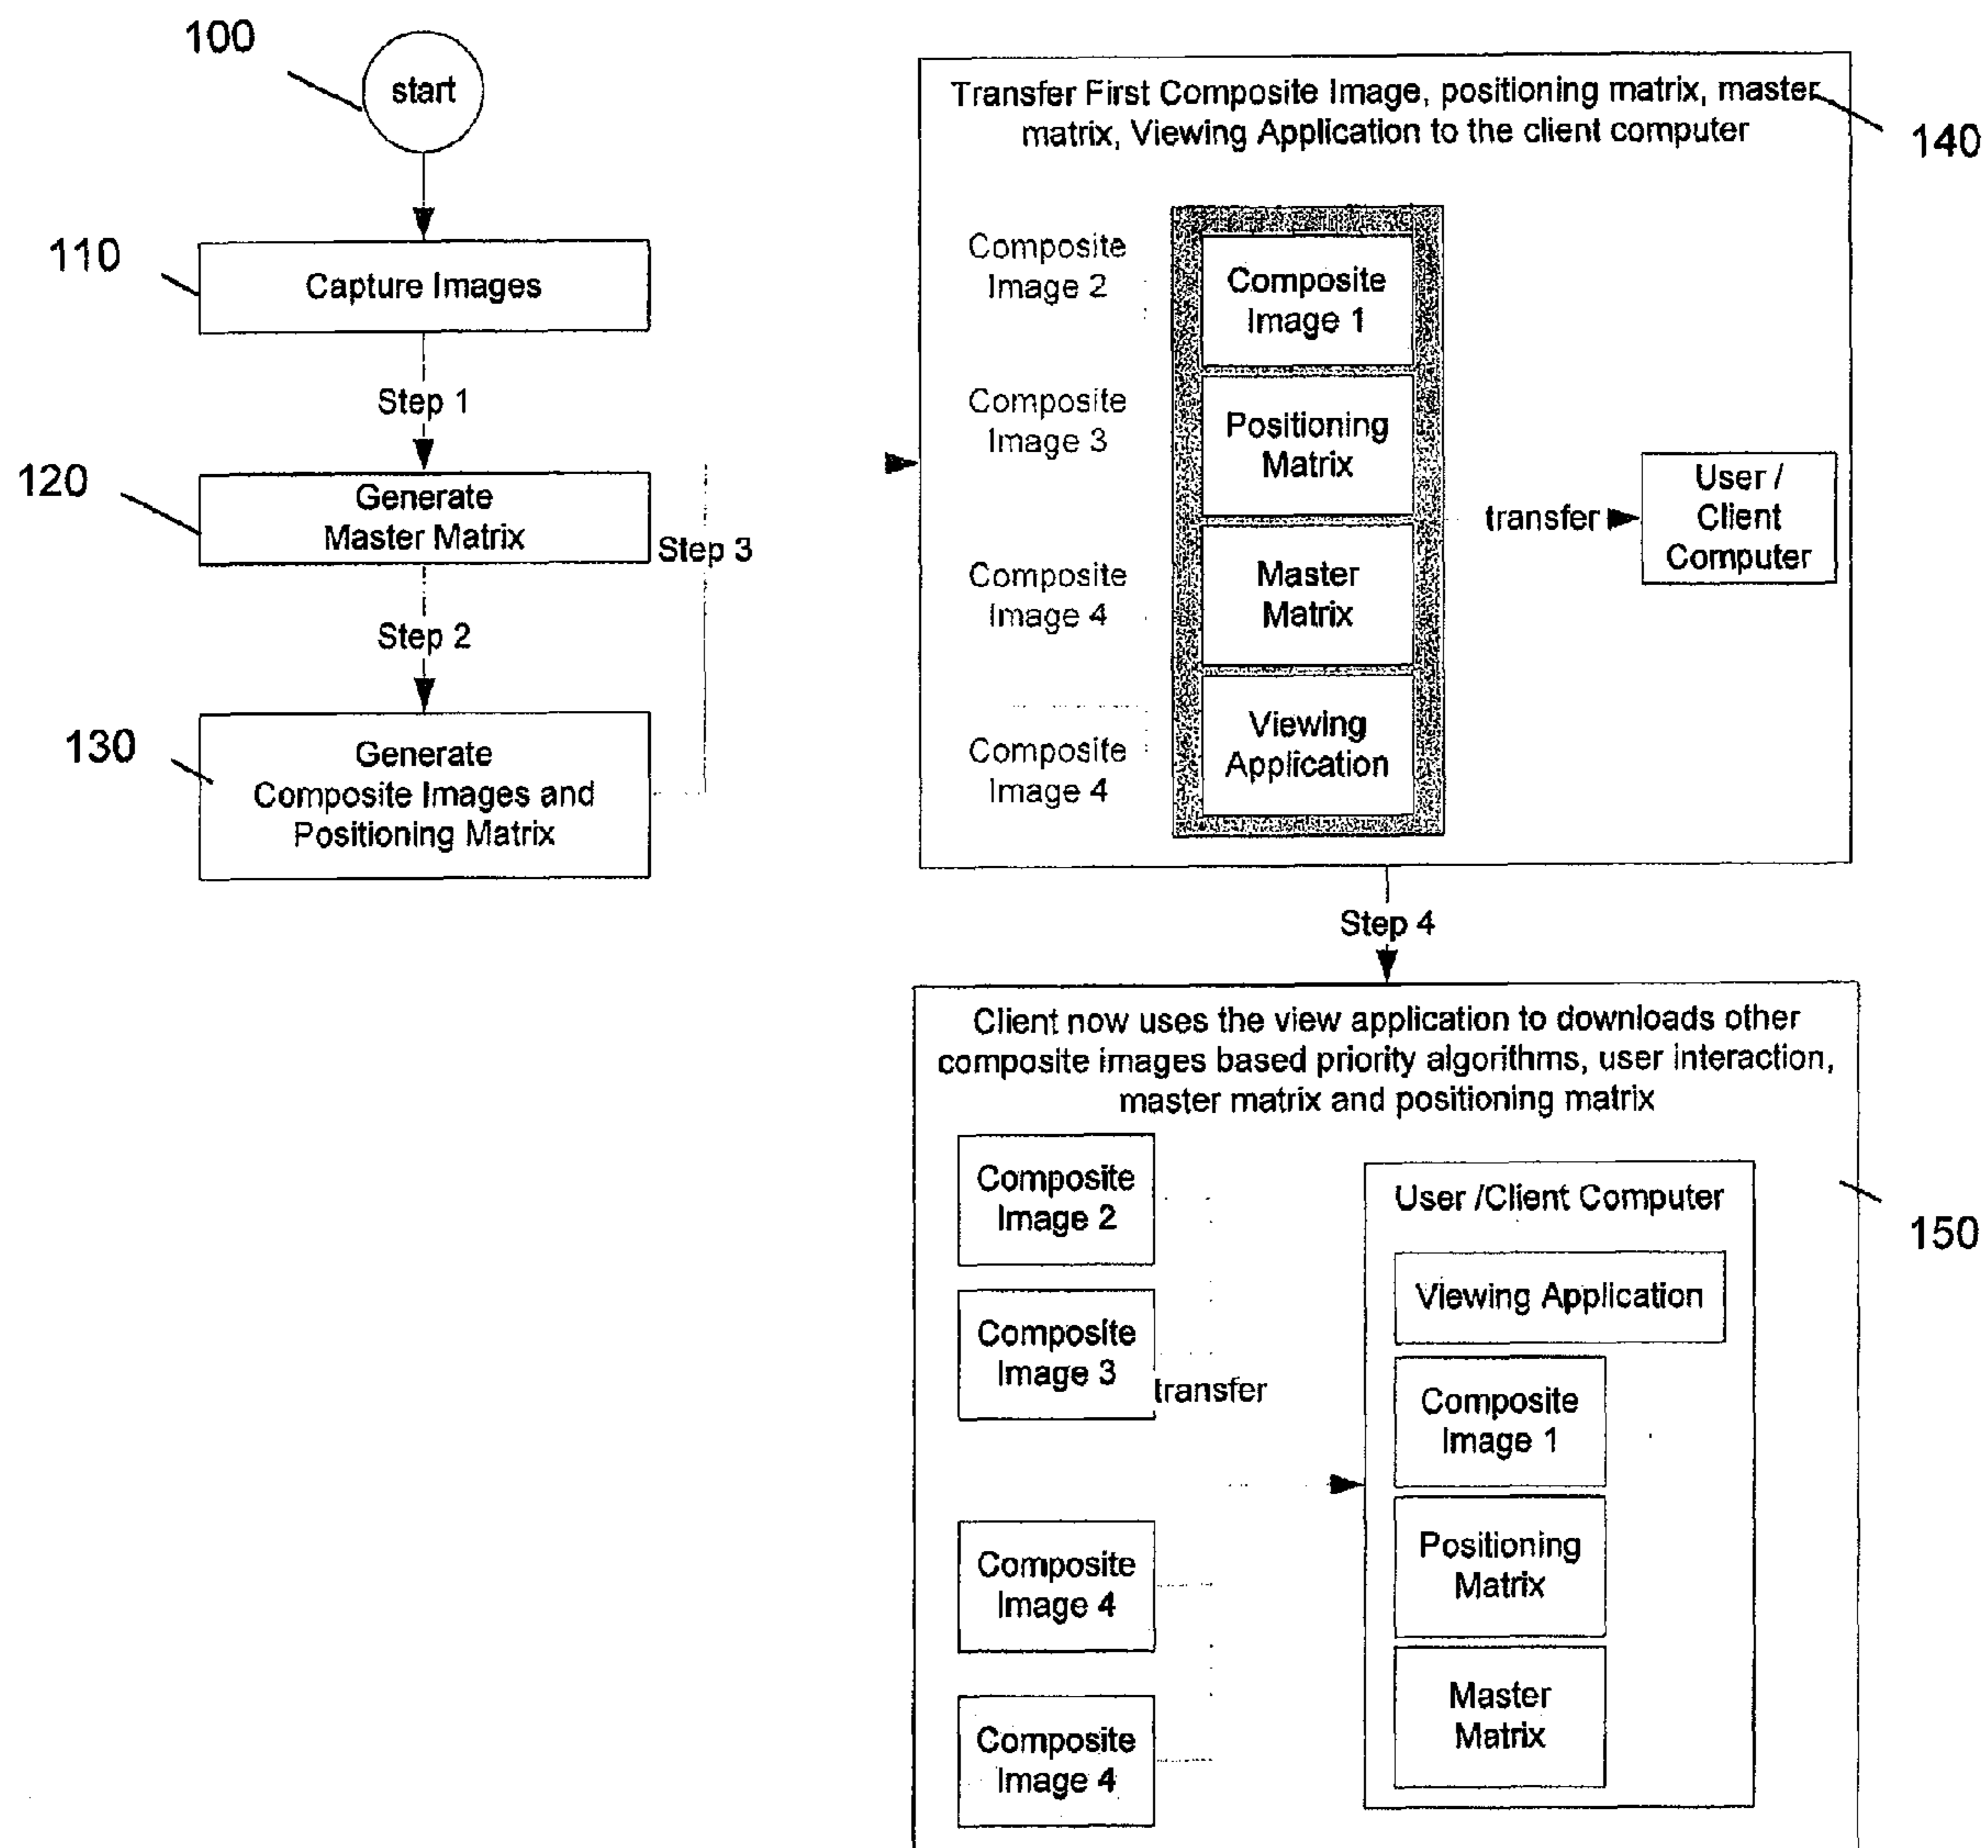 100
start
110
Capture Images
Step 1
120
Generate
Master Matrix
Step 3
Step 2
130
Generate
Composite Images and
Positioning Matrix
Transfer First Composite Image, positioning matrix, master
matrix, Viewing Application to the client computer
140
Composite
Image 2
Composite
Image 3
Composite
Image 4
Composite
Image 4
Composite
Image 1
Positioning
Matrix
Master
Matrix
Viewing
Application
transfer
User /
Client
Computer
Step 4
Client now uses the view application to downloads other
composite images based priority algorithms, user interaction,
master matrix and positioning matrix
150
Composite
Image 2
Composite
Image 3
transfer
Composite
Image 4
Composite
Image 4
User /Client Computer
Viewing Application
Composite
Image 1
Positioning
Matrix
Master
Matrix